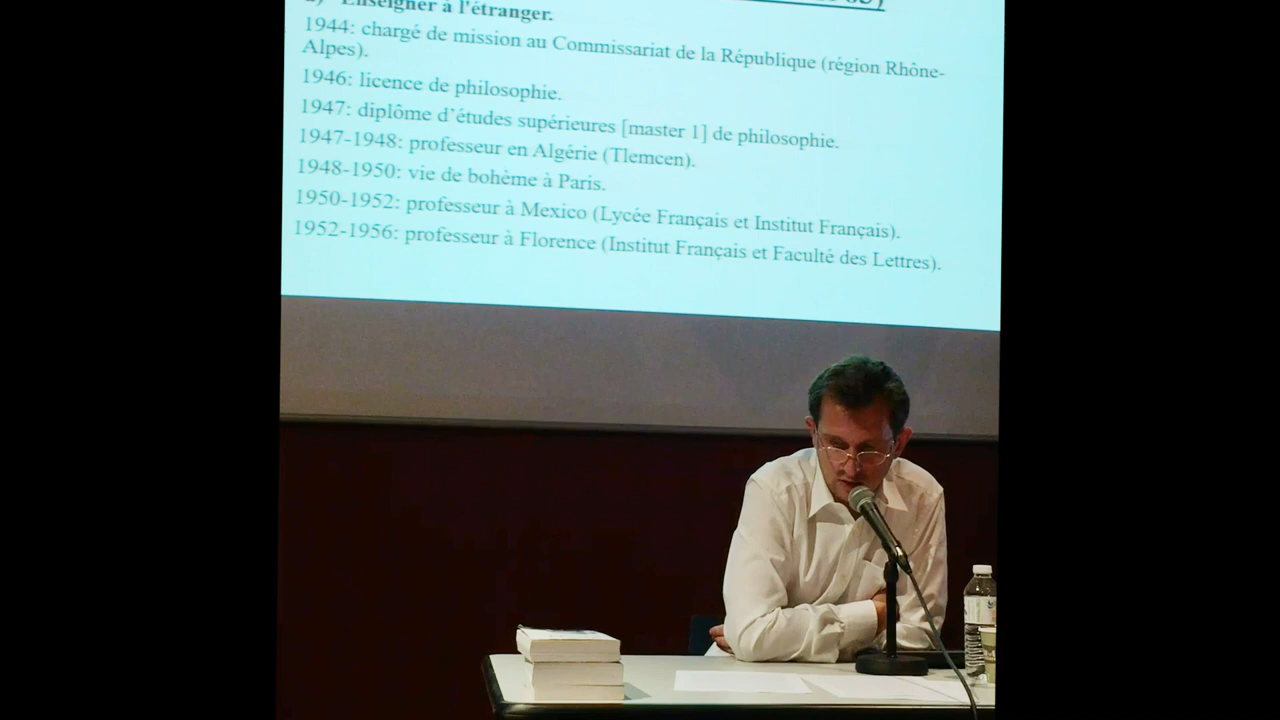 Enseigner à l'étranger.
1944: chargé de mission au Commissariat de la République (région Rhône-
Alpes).
1946: licence de philosophie.
1947: diplôme d'études supérieures [master 1] de philosophie.
1947-1948: professeur en Algérie (Tlemcen).
1948-1950: vie de bohème à Paris.
1950-1952: professeur à Mexico (Lycée Français et Institut Français).
1952-1956: professeur à Florence (Institut Français et Faculté des Lettres).